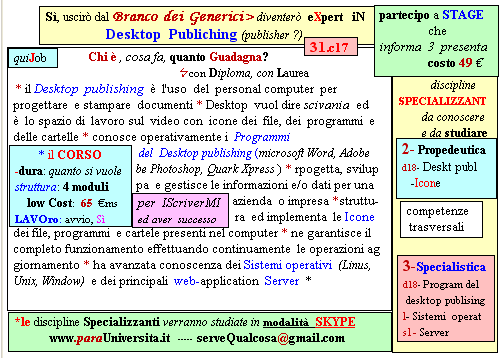 Sì, uscirò dal Branco dei Generici> diventerò eXpert iN
Desktop Publiching (publisher ?)
31.c17
partecipo a STAGE
che
informa 3 presenta
costo 49 €
quiJob
Chi è , cosa fa, quanto Guadagna?
con Diploma, con Laurea
* il Desktop publishing è l'uso del personal computer per
progettare e stampare documenti * Desktop vuol dire scivania ed
è lo spazio di lavoro sul video con icone dei file, dei programmi e
delle cartelle * conosce operativamente i Programmi
del Desktop publishing (microsoft Word, Adobe
be Photoshop, Quark Xpress ) * rpogetta, svilup
pa e gestisce le informazioni e/o dati per una
azienda o impresa *struttu-
ra ed implementa le Icone
dei file, programmi e cartele presenti nel computer * ne garantisce il
completo funzionamento effettuando continuamente le operazioni ag
giornamento * ha avanzata conoscenza dei Sistemi operativi (Linus,
Unix, Window) e dei principali web-application Server *
* il CORSO
-dura: quanto si vuole
struttura: 4 moduli
low Cost: 65 €ms
LAVOro: avvio, Sì
per IScriverMI
ed aver successo
discipline
SPECIALIZZANT
da conoscere
e da studiare
2- Propedeutica
d18- Deskt publ
-Icone
competenze
trasversali
3-Specialistica
d18- Program del
desktop publising
1- Sistemi operat
s1- Server
*le discipline Specializzanti verranno studiate in modalità SKYPE
www.paraUniversita.it ----- serveQualcosa@gmail.com